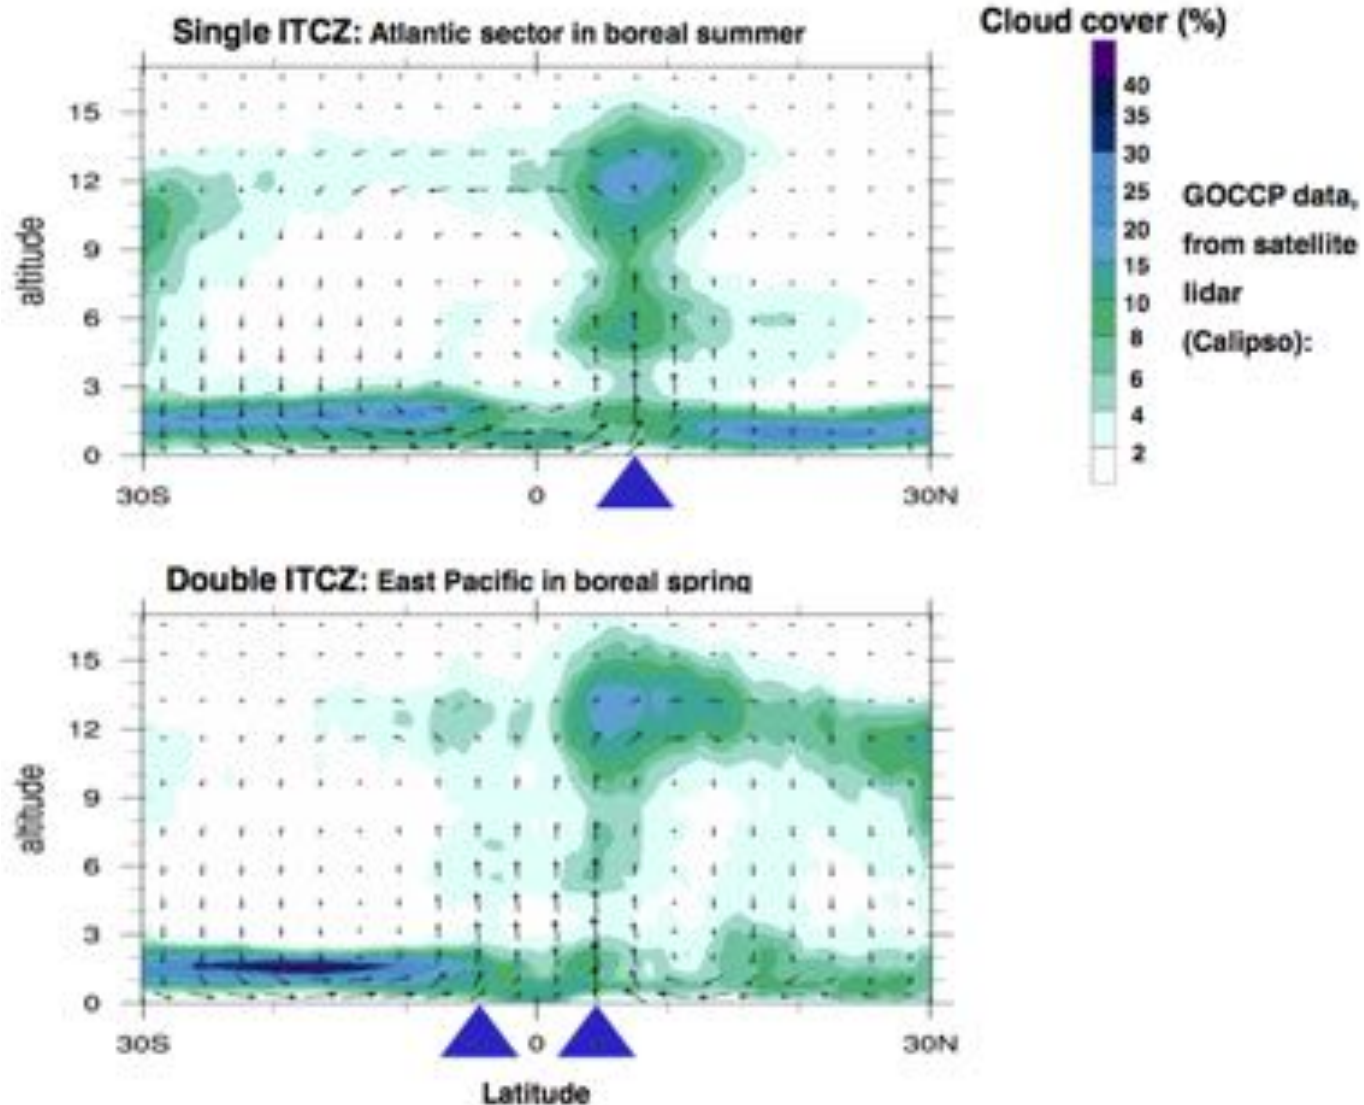 Single ITCZ: Atlantic sector in boreal summer
Cloud cover (%)
15
12
9
6
3
0
altitude
30S
0
30N
40
35
30
25
20
15
10
8
6
4
2
GOCCP data,
from satellite
lidar
(Calipso):
Double ITCZ: East Pacific in boreal spring
15
12
9
6
3
0
altitude
30S
0
30N
Latitude